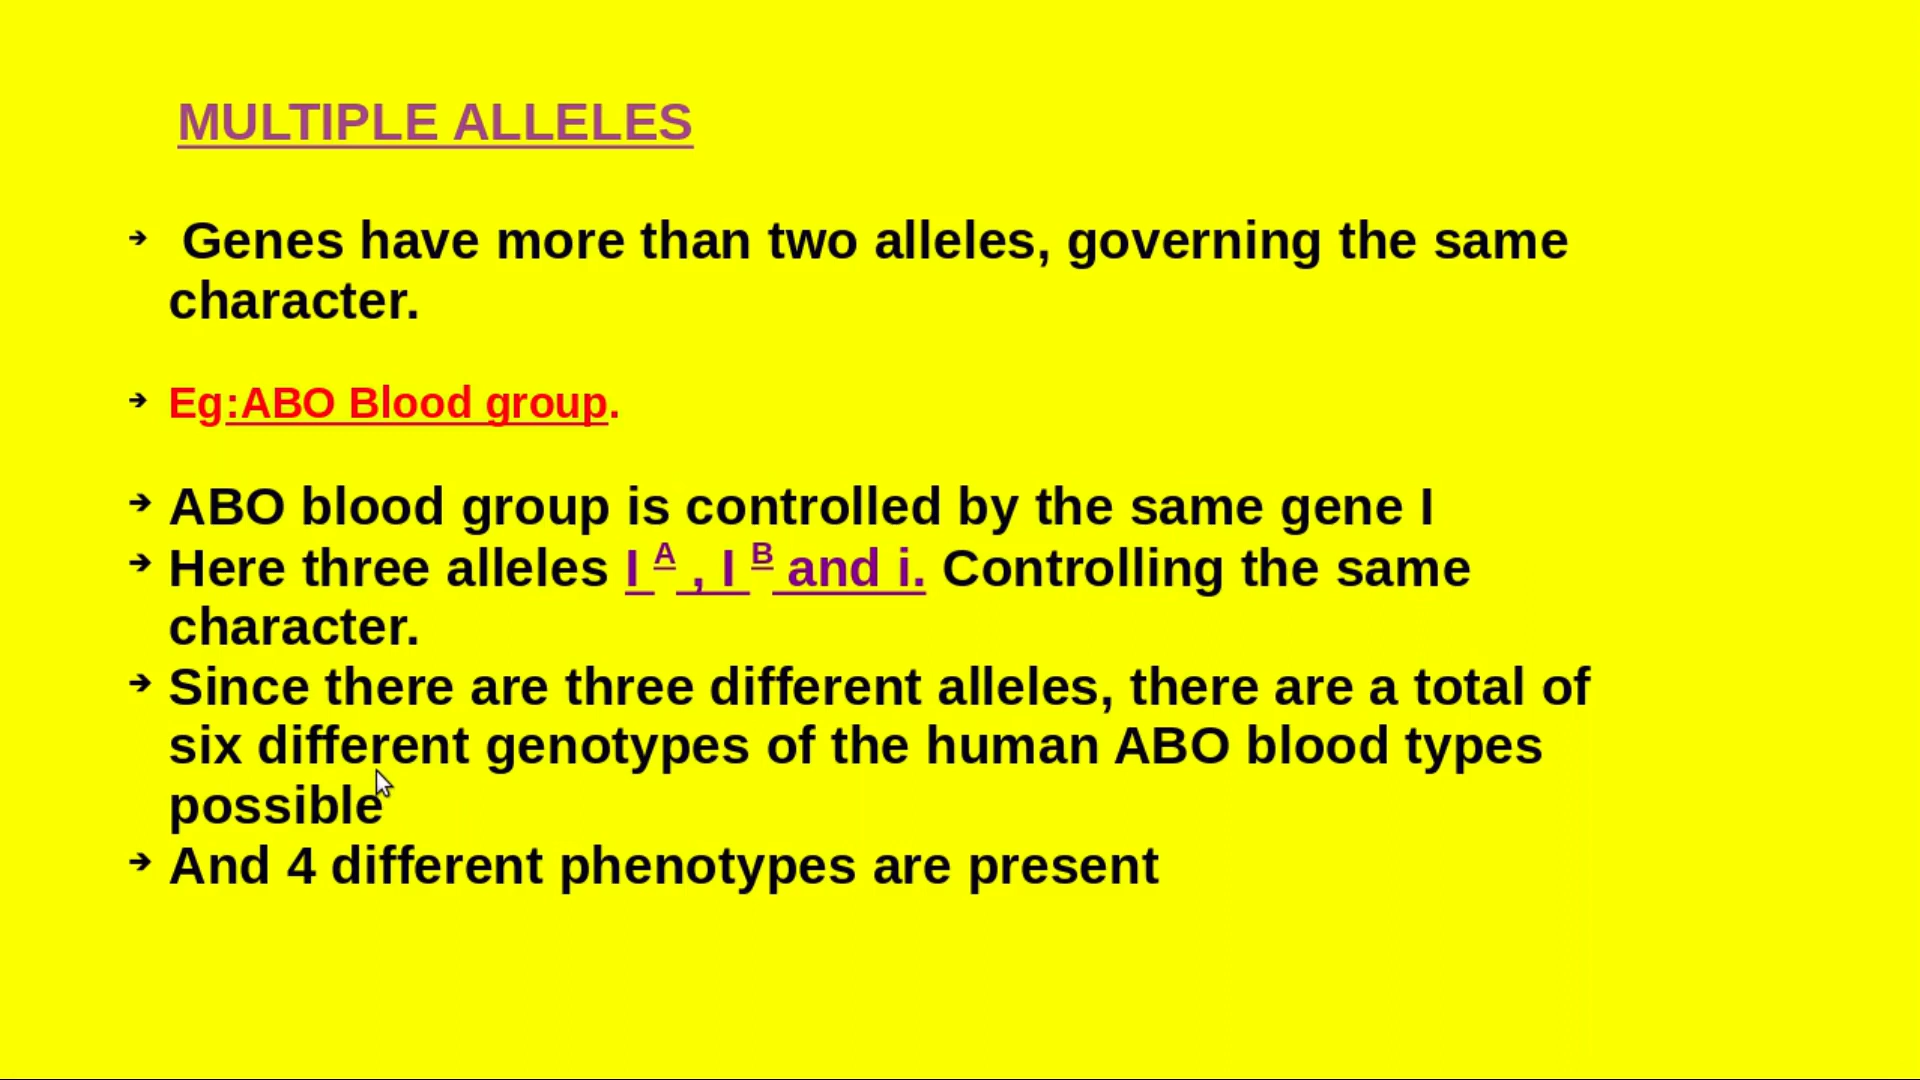 MULTIPLE ALLELES
➔ Genes have more than two alleles, governing the same
character.
➔ Eg:ABO Blood group.
➔ ABO blood group is controlled by the same gene I
➔ Here three alleles I A , I B and i. Controlling the same
character.
➔ Since there are three different alleles, there are a total of
six different genotypes of the human ABO blood types
possible
➔ And 4 different phenotypes are present